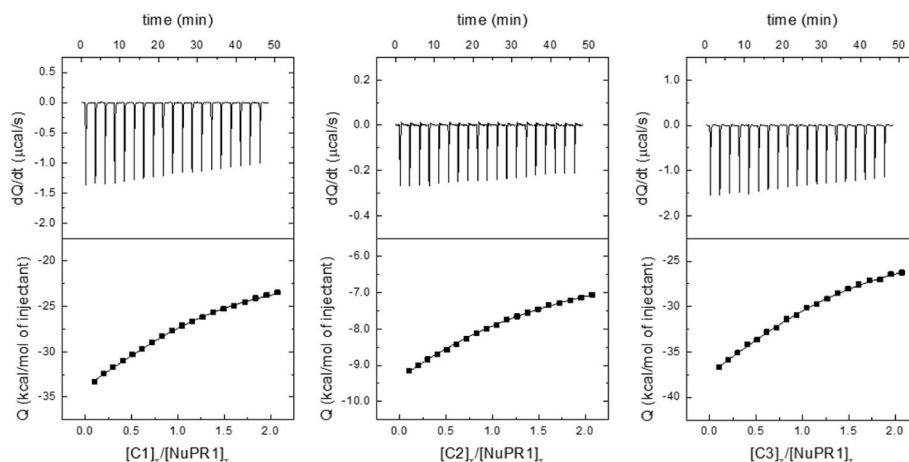 time (min)
0 10 20 30 40 50
0.5
0.0
-0.5
-1.0
-1.5
-2.0
dQ/dt (µcal/s)
-20
-25
-30
-35
Q (kcal/mol of injectant)
0.0 0.5 1.0 1.5 2.0
[C1]T/[NuPR1]T
time (min)
0 10 20 30 40 50
0.2
0.0
-0.2
-0.4
dQ/dt (µcal/s)
-6.0
-7.0
-8.0
-9.0
-10.0
Q (kcal/mol of injectant)
0.0 0.5 1.0 1.5 2.0
[C2]T/[NuPR1]T
time (min)
0 10 20 30 40 50
1.0
0.0
-1.0
-2.0
dQ/dt (µcal/s)
-25
-30
-35
-40
Q (kcal/mol of injectant)
0.0 0.5 1.0 1.5 2.0
[C3]T/[NuPR1]T